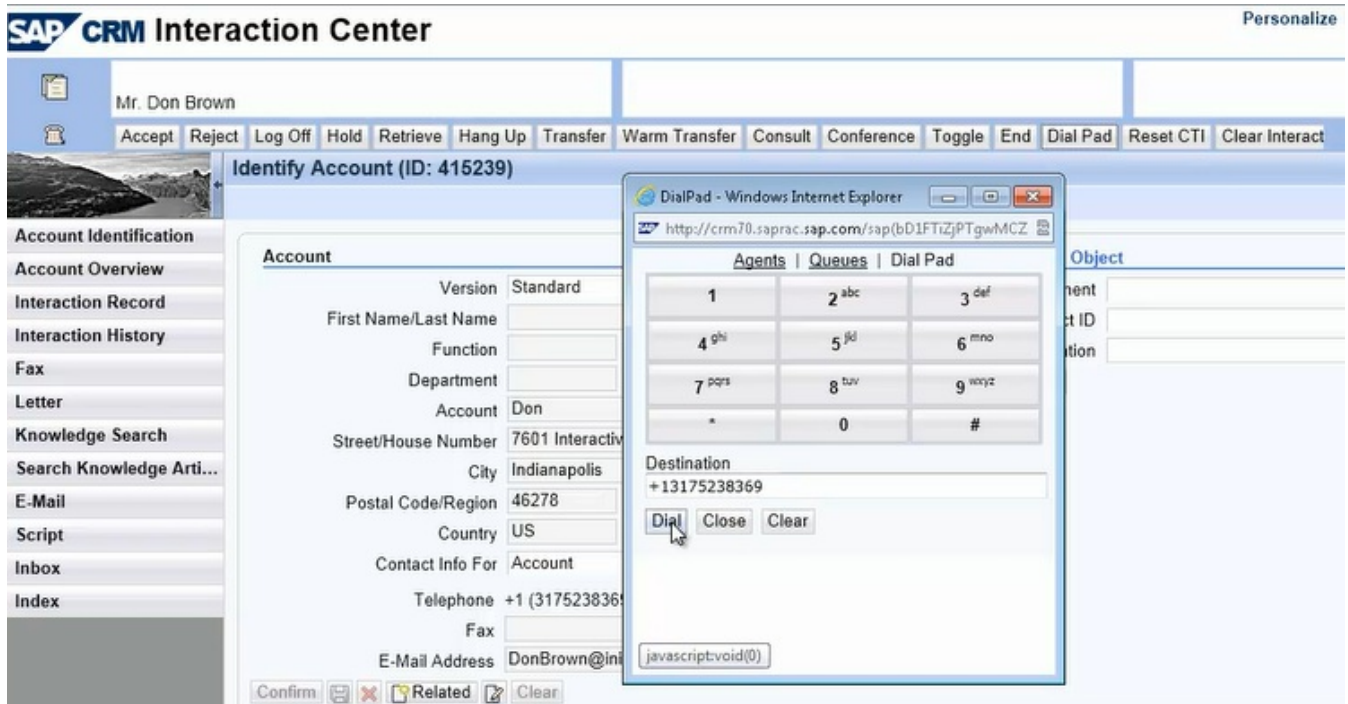 SAP CRM Interaction Center
Personalize
Mr. Don Brown
Accept Reject Log Off Hold Retrieve Hang Up Transfer Warm Transfer Consult Conference Toggle End Dial Pad Reset CTI Clear Interact
Identify Account (ID: 415239)
Account Identification
Account Overview
Interaction Record
Interaction History
Fax
Letter
Knowledge Search
Search Knowledge Arti...
E-Mail
Script
Inbox
Index
Account
Version Standard
First Name/Last Name
Function
Department
Account Don
Street/House Number 7601 Interactiv
City Indianapolis
Postal Code/Region 46278
Country US
Contact Info For Account
Telephone +1 (317523836
Fax
E-Mail Address DonBrown@ini
Confirm Related Clear
DialPad - Windows Internet Explorer
SAP http://crm70.saprac.sap.com/sap(bD1FTiZjPTgwMCZ
Agents | Queues | Dial Pad
1 2 abc 3 def
4 ghi 5 jkl 6 mno
7 pqrs 8 tuv 9 wxyz
* 0 #
Destination
+13175238369
Dial Close Clear
javascript:void(0)
Object
nent
ct ID
ation